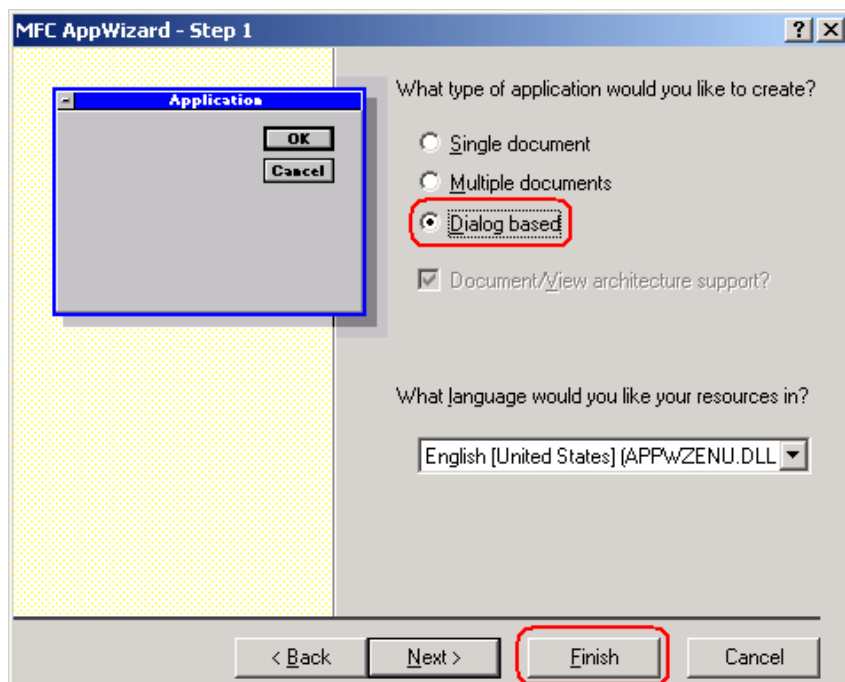 MFC AppWizard - Step 1
Application
OK
Cancel
What type of application would you like to create?
Single document
Multiple documents
Dialog based
Document/View architecture support?
What language would you like your resources in?
English [United States] (APPWZENU.DLL
< Back
Next >
Finish
Cancel